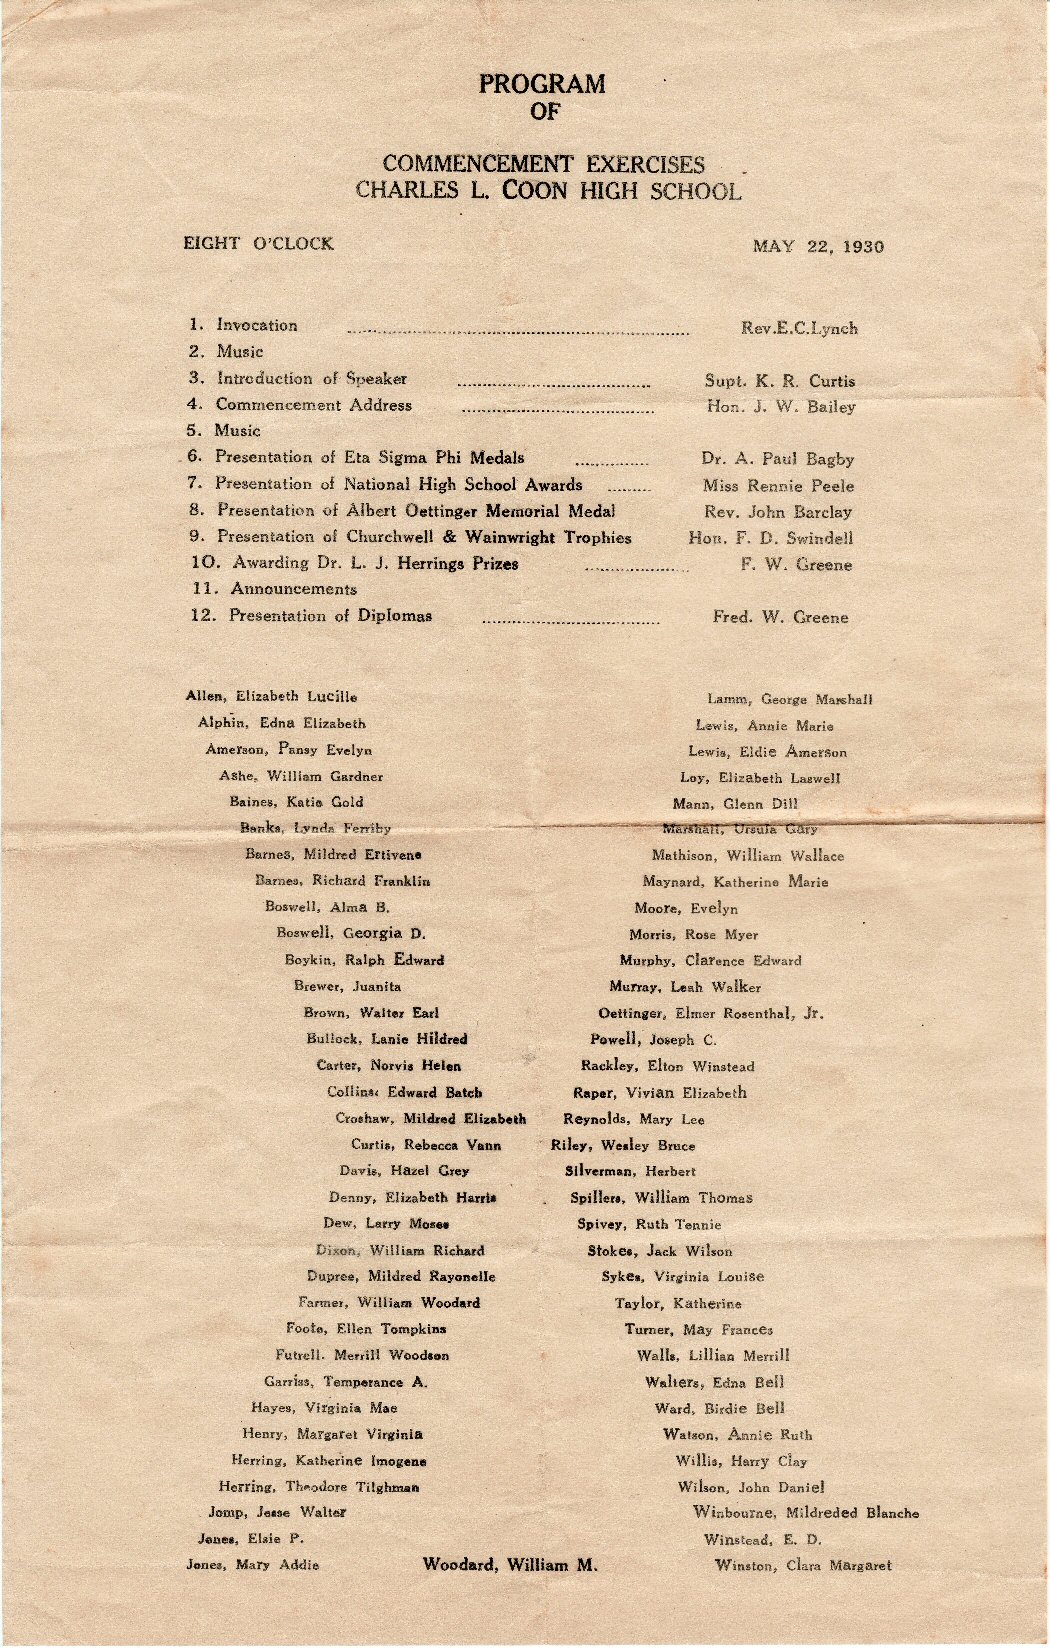 PROGRAM
OF
COMMENCEMENT EXERCISES
CHARLES L. COON HIGH SCHOOL
EIGHT O'CLOCK MAY 22, 1930
1. Invocation Rev.E.C.Lynch
2. Music
3. Introduction of Speaker Supt. K. R. Curtis
4. Commencement Address Hon. J. W. Bailey
5. Music
6. Presentation of Eta Sigma Phi Medals Dr. A. Paul Bagby
7. Presentation of National High School Awards Miss Rennie Peele
8. Presentation of Albert Oettinger Memorial Medal Rev. John Barclay
9. Presentation of Churchwell & Wainwright Trophies Hon. F. D. Swindell
10. Awarding Dr. L. J. Herrings Prizes F. W. Greene
11. Announcements
12. Presentation of Diplomas Fred. W. Greene
Allen, Elizabeth Lucille
Alphin, Edna Elizabeth
Amerson, Pansy Evelyn
Ashe, William Gardner
Baines, Katie Gold
Banks, Lynda Ferriby
Barnes, Mildred Ertivene
Barnes, Richard Franklin
Boswell, Alma B.
Boswell, Georgia D.
Boykin, Ralph Edward
Brewer, Juanita
Brown, Walter Earl
Bullock, Lanie Hildred
Carter, Norvis Helen
Collins, Edward Batch
Croshaw, Mildred Elizabeth
Curtis, Rebecca Vann
Davis, Hazel Grey
Denny, Elizabeth Harris
Dew, Larry Moses
Dixon, William Richard
Dupree, Mildred Rayonelle
Farmer, William Woodard
Foote, Ellen Tompkins
Futrell. Merrill Woodson
Garriss, Temperance A.
Hayes, Virginia Mae
Henry, Margaret Virginia
Herring, Katherine Imogene
Herring, Theodore Tilghman
Jomp, Jesse Walter
Jones, Elsie P.
Jones, Mary Addie
Lamm, George Marshall
Lewis, Annie Marie
Lewis, Eldie Amerson
Loy, Elizabeth Laswell
Mann, Glenn Dill
Marshall, Ursula Gary
Mathison, William Wallace
Maynard, Katherine Marie
Moore, Evelyn
Morris, Rose Myer
Murphy, Clarence Edward
Murray, Leah Walker
Oettinger, Elmer Rosenthal, Jr.
Powell, Joseph C.
Rackley, Elton Winstead
Raper, Vivian Elizabeth
Reynolds, Mary Lee
Riley, Wesley Bruce
Silverman, Herbert
Spillers, William Thomas
Spivey, Ruth Tennie
Stokes, Jack Wilson
Sykes, Virginia Louise
Taylor, Katherine
Turner, May Frances
Walls, Lillian Merrill
Walters, Edna Bell
Ward, Birdie Bell
Watson, Annie Ruth
Willis, Harry Clay
Wilson, John Daniel
Winbourne, Mildreded Blanche
Winstead, E. D.
Winston, Clara Margaret
Woodard, William M.